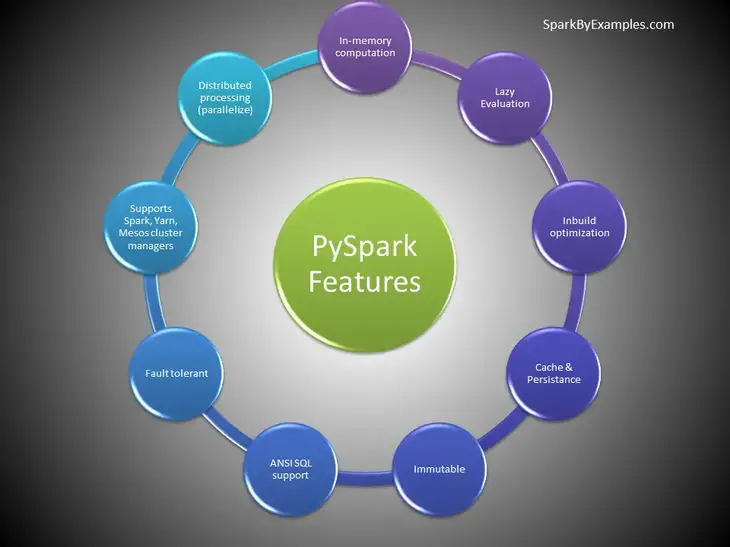 SparkByExamples.com
In-memory
computation
Lazy
Evaluation
Inbuild
optimization
Cache &
Persistance
Immutable
ANSI SQL
support
Fault tolerant
Supports
Spark, Yarn,
Mesos cluster
managers
Distributed
processing
(parallelize)
PySpark
Features